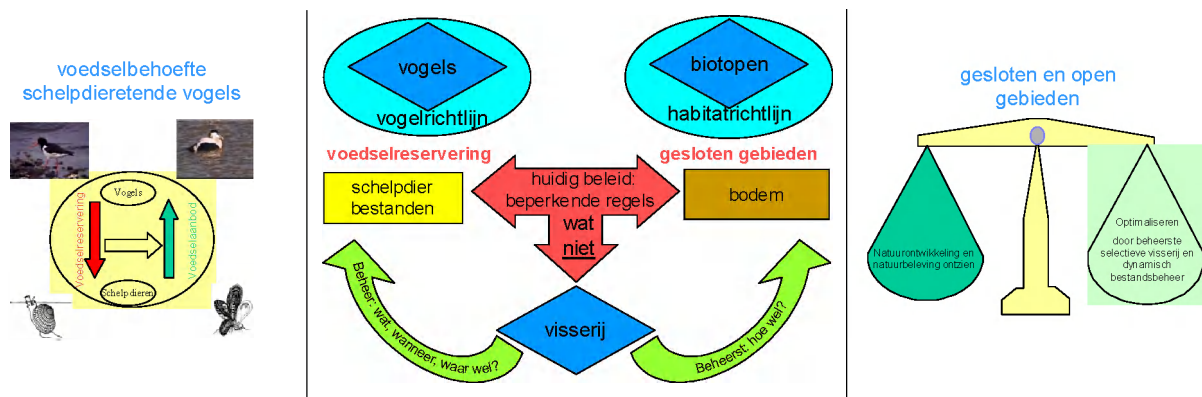 voedselbehoefte
schelpdieretende vogels
Vogels
Voedselreservering
Voedselaanbod
Schelpdieren
vogels
vogelrichtlijn
biotopen
habitatrichtlijn
voedselreservering
gesloten gebieden
schelpdier
bestanden
huidig beleid:
beperkende regels
wat
niet
bodem
Beheer: wat, wanneer, waar wel?
visserij
Beheerst: hoe wel?
gesloten en open
gebieden
Natuurontwikkeling en
natuurbeleving ontzien
Optimaliseren
door beheerste
selectieve visserij en
dynamisch
bestandsbeheer